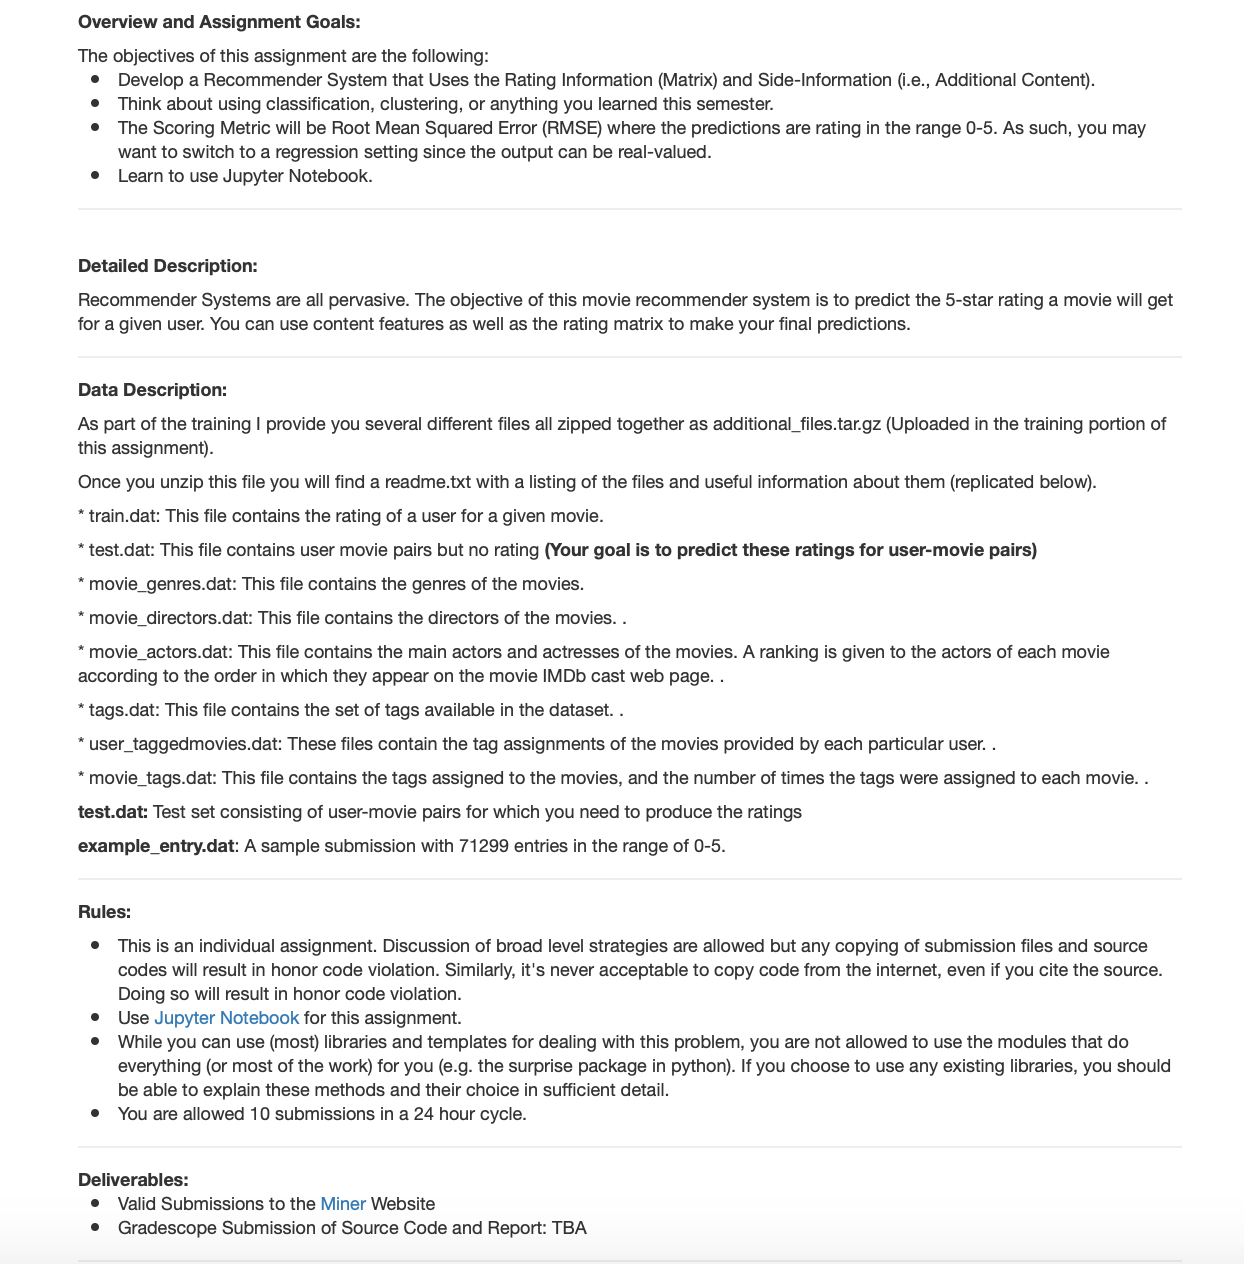 Overview and Assignment Goals:
The objectives of this assignment are the following:
• Develop a Recommender System that Uses the Rating Information (Matrix) and Side-Information (i.e., Additional Content).
• Think about using classification, clustering, or anything you learned this semester.
• The Scoring Metric will be Root Mean Squared Error (RMSE) where the predictions are rating in the range 0-5. As such, you may
want to switch to a regression setting since the output can be real-valued.
• Learn to use Jupyter Notebook.
Detailed Description:
Recommender Systems are all pervasive. The objective of this movie recommender system is to predict the 5-star rating a movie will get
for a given user. You can use content features as well as the rating matrix to make your final predictions.
Data Description:
As part of the training I provide you several different files all zipped together as additional_files.tar.gz (Uploaded in the training portion of
this assignment).
Once you unzip this file you will find a readme.txt with a listing of the files and useful information about them (replicated below).
* train.dat: This file contains the rating of a user for a given movie.
* test.dat: This file contains user movie pairs but no rating (Your goal is to predict these ratings for user-movie pairs)
* movie_genres.dat: This file contains the genres of the movies.
* movie_directors.dat: This file contains the directors of the movies. .
* movie_actors.dat: This file contains the main actors and actresses of the movies. A ranking is given to the actors of each movie
according to the order in which they appear on the movie IMDb cast web page. .
* tags.dat: This file contains the set of tags available in the dataset. .
* user_taggedmovies.dat: These files contain the tag assignments of the movies provided by each particular user. .
* movie_tags.dat: This file contains the tags assigned to the movies, and the number of times the tags were assigned to each movie. .
test.dat: Test set consisting of user-movie pairs for which you need to produce the ratings
example_entry.dat: A sample submission with 71299 entries in the range of 0-5.
Rules:
• This is an individual assignment. Discussion of broad level strategies are allowed but any copying of submission files and source
codes will result in honor code violation. Similarly, it's never acceptable to copy code from the internet, even if you cite the source.
Doing so will result in honor code violation.
• Use Jupyter Notebook for this assignment.
• While you can use (most) libraries and templates for dealing with this problem, you are not allowed to use the modules that do
everything (or most of the work) for you (e.g. the surprise package in python). If you choose to use any existing libraries, you should
be able to explain these methods and their choice in sufficient detail.
• You are allowed 10 submissions in a 24 hour cycle.
Deliverables:
• Valid Submissions to the Miner Website
• Gradescope Submission of Source Code and Report: TBA